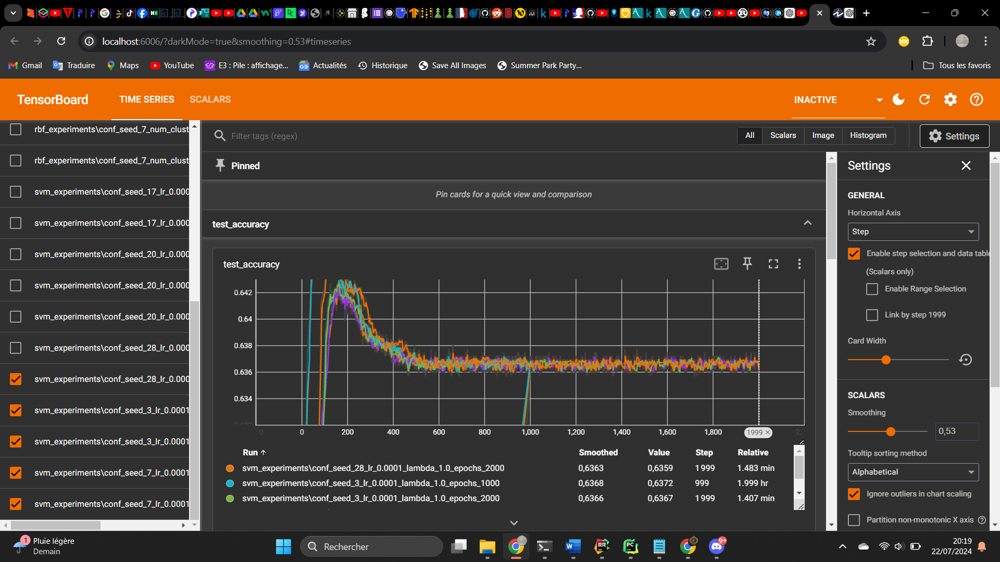 localhost:6006/?darkMode=true&smoothing=0.53#timeseries
Gmail
Traduire
Maps
YouTube
E3 : Pile : affichage...
Actualités
Historique
Save All Images
Summer Park Party...
Tous les favoris
TensorBoard
TIME SERIES
SCALARS
INACTIVE
rbf_experiments\conf_seed_7_num_clust
rbf_experiments\conf_seed_7_num_clust
svm_experiments\conf_seed_17_lr_0.000
svm_experiments\conf_seed_17_lr_0.000
svm_experiments\conf_seed_20_lr_0.000
svm_experiments\conf_seed_20_lr_0.000
svm_experiments\conf_seed_20_lr_0.000
svm_experiments\conf_seed_28_lr_0.000
svm_experiments\conf_seed_28_lr_0.000
svm_experiments\conf_seed_3_lr_0.0001
svm_experiments\conf_seed_3_lr_0.0001
svm_experiments\conf_seed_7_lr_0.0001
svm_experiments\conf_seed_7_lr_0.0001
Filter tags (regex)
All
Scalars
Image
Histogram
Settings
Pinned
Pin cards for a quick view and comparison
test_accuracy
test_accuracy
0.642
0.64
0.638
0.636
0.634
0
200
400
600
800
1,000
1,200
1,400
1,600
1,800
1999
Run Smoothed Value Step Relative
svm_experiments\conf_seed_28_lr_0.0001_lambda_1.0_epochs_2000 0,6363 0,6359 1 999 1.483 min
svm_experiments\conf_seed_3_lr_0.0001_lambda_1.0_epochs_1000 0,6368 0,6372 999 1.999 hr
svm_experiments\conf_seed_3_lr_0.0001_lambda_1.0_epochs_2000 0,6366 0,6367 1 999 1.407 min
Settings
GENERAL
Horizontal Axis
Step
Enable step selection and data table
(Scalars only)
Enable Range Selection
Link by step 1999
Card Width
SCALARS
Smoothing
0,53
Tooltip sorting method
Alphabetical
Ignore outliers in chart scaling
Partition non-monotonic X axis
1
Pluie légère
Demain
Rechercher
9+
20:19
22/07/2024